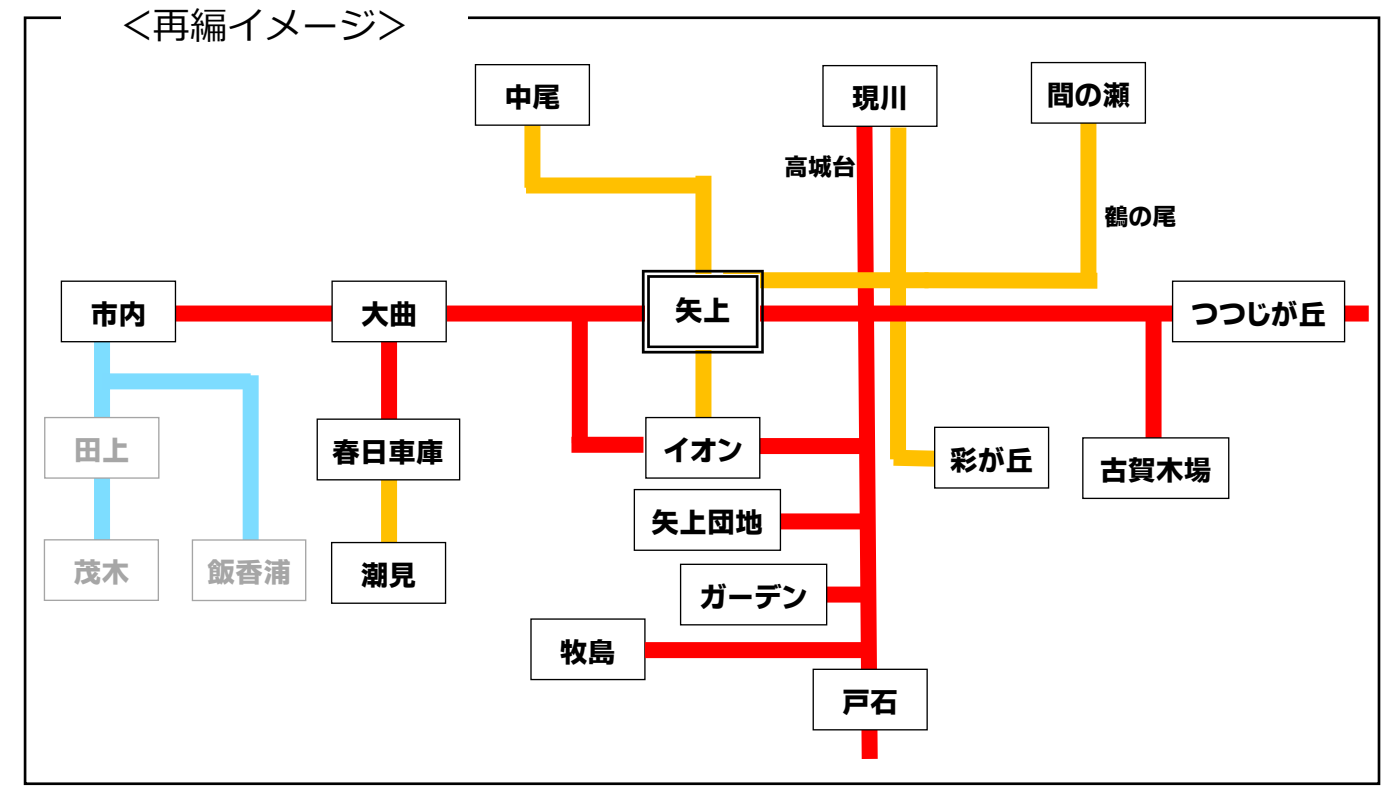 ＜再編イメージ＞
中尾
現川
間の瀬
高城台
鶴の尾
市内
大曲
矢上
つつじが丘
田上
春日車庫
イオン
彩が丘
古賀木場
矢上団地
茂木
飯香浦
潮見
ガーデン
牧島
戸石